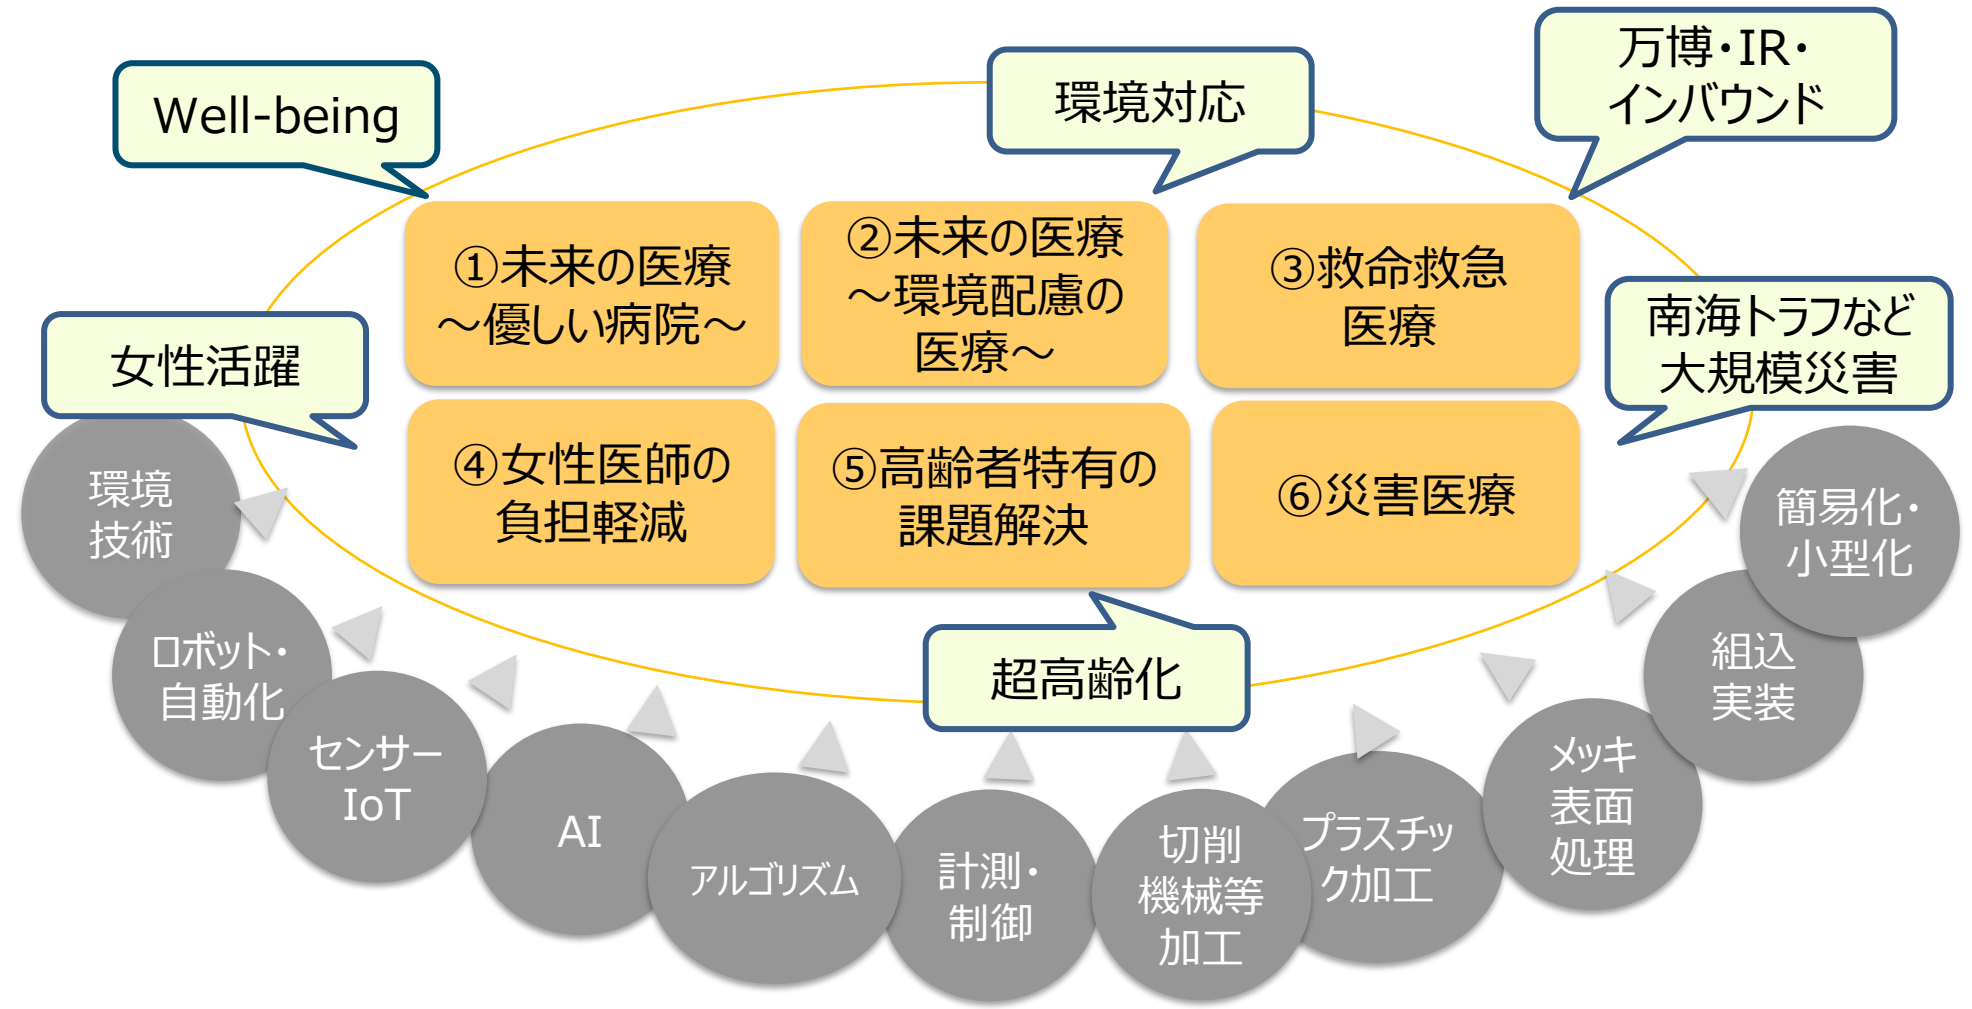 Well-being
環境対応
万博・IR・
インバウンド
①未来の医療
～優しい病院～
②未来の医療
～環境配慮の
医療～
③救命救急
医療
女性活躍
南海トラフなど
大規模災害
④女性医師の
負担軽減
⑤高齢者特有の
課題解決
⑥災害医療
超高齢化
環境
技術
ロボット・
自動化
センサー
IoT
AI
アルゴリズム
計測・
制御
切削
機械等
加工
プラスチッ
ク加工
メッキ
表面
処理
組込
実装
簡易化・
小型化